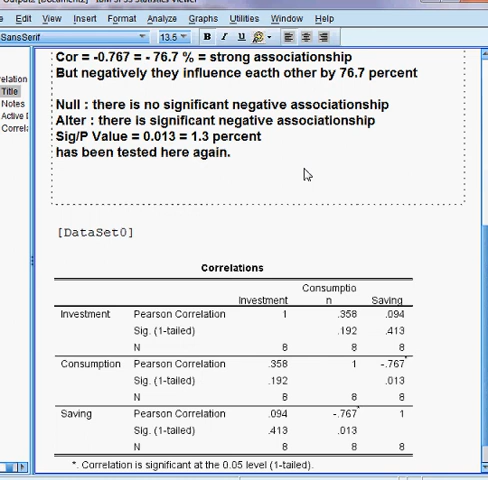 Edit View Insert Format Analyze Graphs Utilities Window Help
SansSerif 13.5 B I U
Cor = -0.767 = - 76.7 % = strong associationship
But negatively they influence eacth other by 76.7 percent
Null : there is no significant negative associationship
Alter : there is significant negative associationship
Sig/P Value = 0.013 = 1.3 percent
has been tested here again.
elation
Title
Notes
Active D
Correla
[DataSet0]
Correlations
Investment Consumptio n Saving
Investment Pearson Correlation 1 .358 .094
Sig. (1-tailed) .192 .413
N 8 8 8
Consumption Pearson Correlation .358 1 -.767*
Sig. (1-tailed) .192 .013
N 8 8 8
Saving Pearson Correlation .094 -.767* 1
Sig. (1-tailed) .413 .013
N 8 8 8
*. Correlation is significant at the 0.05 level (1-tailed).